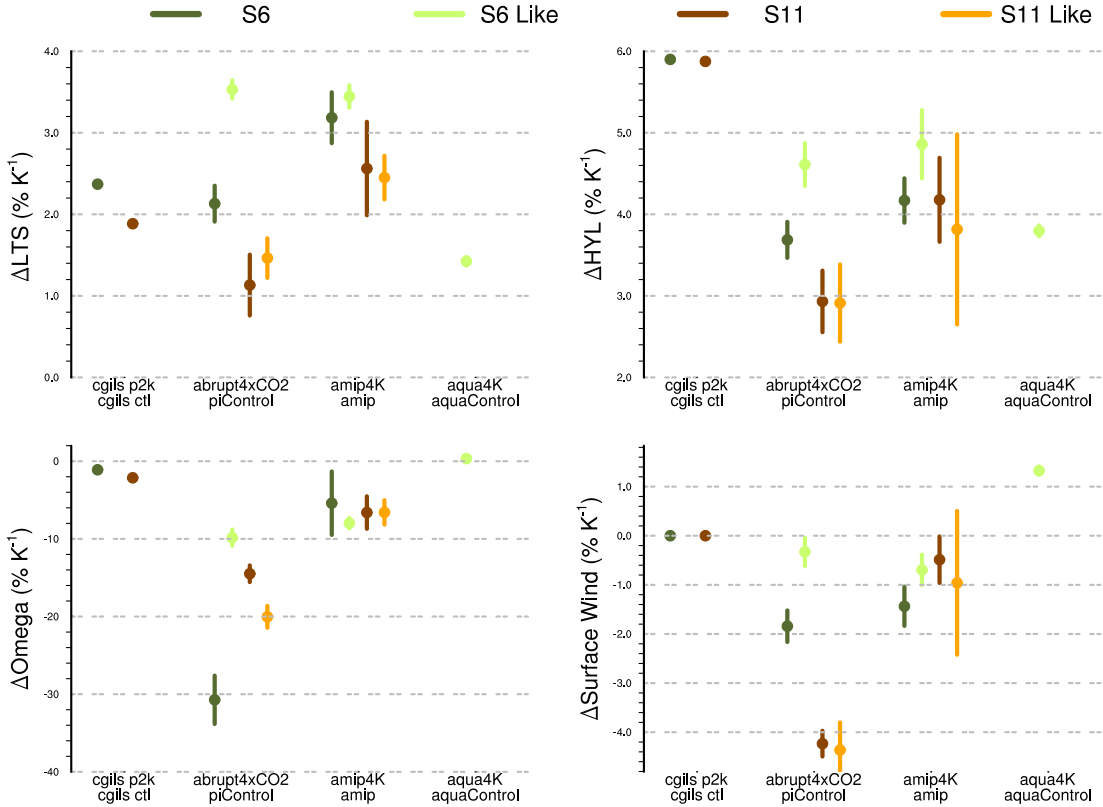 S6 S6 Like S11 S11 Like
ΔLTS (% K⁻¹)
4.0
3.0
2.0
1.0
0.0
cgils p2k abrupt4xCO2 amip4K aqua4K
cgils ctl piControl amip aquaControl
ΔHYL (% K⁻¹)
6.0
5.0
4.0
3.0
2.0
cgils p2k abrupt4xCO2 amip4K aqua4K
cgils ctl piControl amip aquaControl
ΔOmega (% K⁻¹)
0
-10
-20
-30
-40
cgils p2k abrupt4xCO2 amip4K aqua4K
cgils ctl piControl amip aquaControl
ΔSurface Wind (% K⁻¹)
1.0
0.0
-1.0
-2.0
-3.0
-4.0
cgils p2k abrupt4xCO2 amip4K aqua4K
cgils ctl piControl amip aquaControl